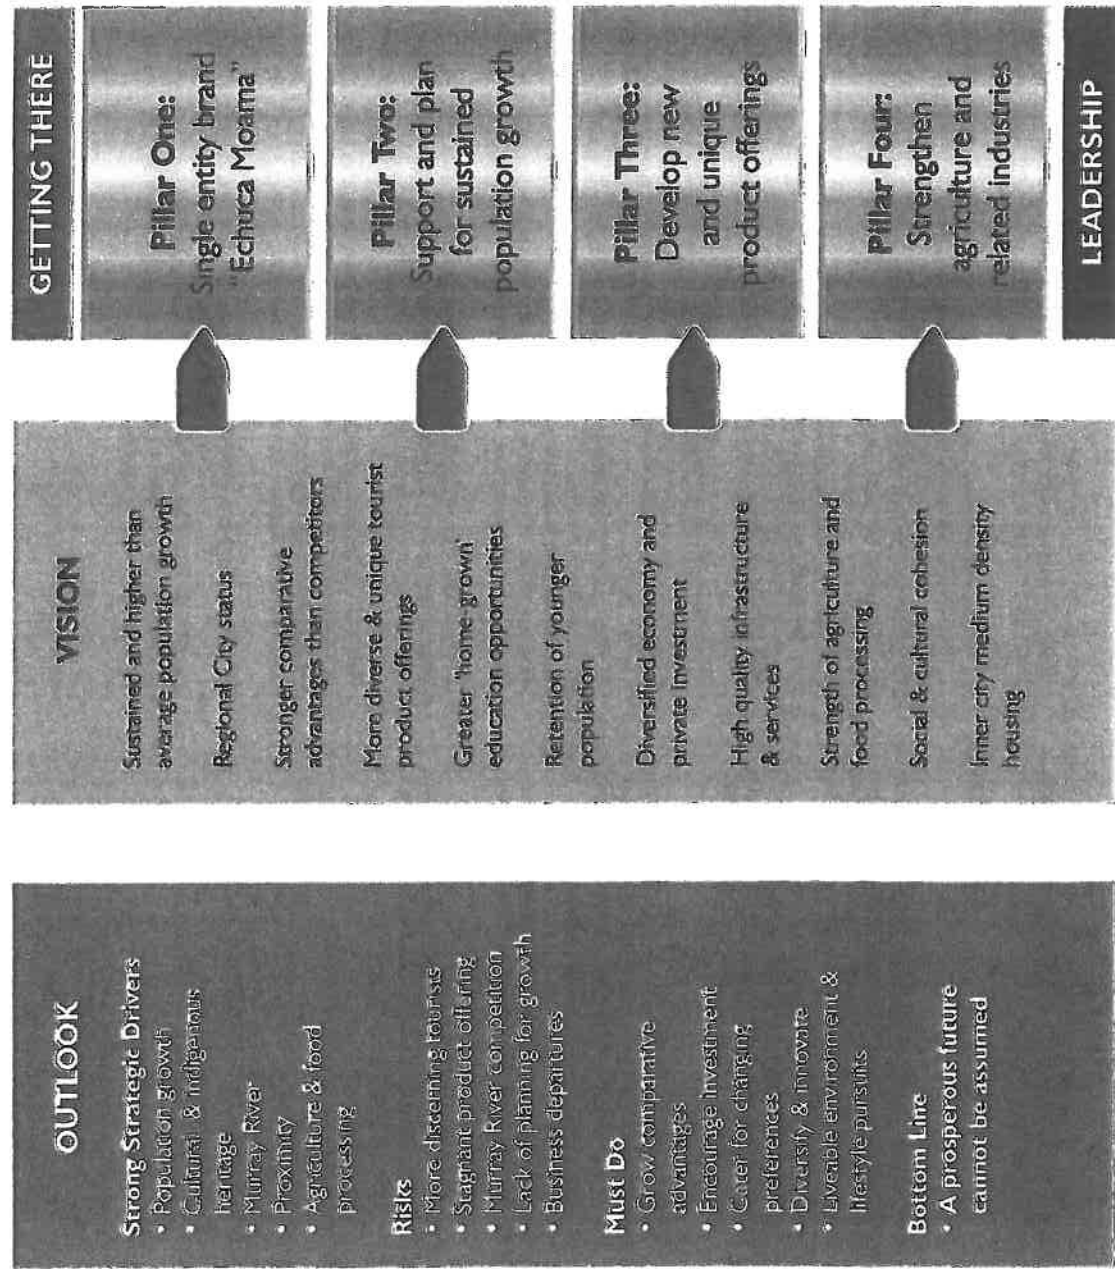 OUTLOOK
Strong Strategic Drivers
• Population growth
• Cultural & indigenous
heritage
• Murray River
• Proximity
• Agriculture & food
processing
Risks
• More discerning tourists
• Stagnant product offering
• Murray River competition
• Lack of planning for growth
• Business departures
Must Do
• Grow comparative
advantages
• Encourage investment
• Cater for changing
preferences
• Diversify & innovate
• Liveable environment &
lifestyle pursuits
Bottom Line
• A prosperous future
cannot be assumed
VISION
Sustained and higher than
average population growth
Regional City status
Stronger comparative
advantages than competitors
More diverse & unique tourist
product offerings
Greater 'home grown'
education opportunities
Retention of younger
population
Diversified economy and
private investment
High quality infrastructure
& services
Strength of agriculture and
food processing
Social & cultural cohesion
Inner city medium density
housing
GETTING THERE
Pillar One:
Single entity brand
"Echuca Moama"
Pillar Two:
Support and plan
for sustained
population growth
Pillar Three:
Develop new
and unique
product offerings
Pillar Four:
Strengthen
agriculture and
related industries
LEADERSHIP